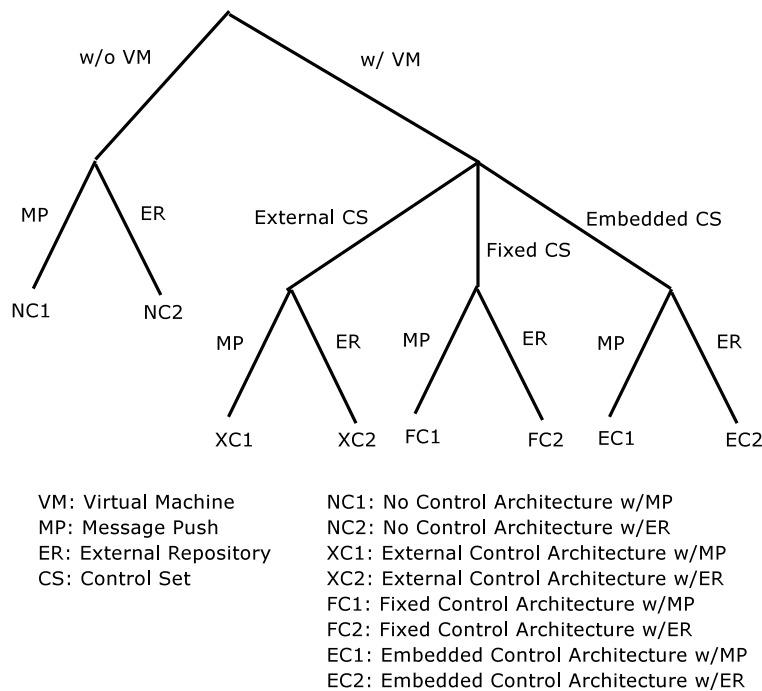 w/o VM
w/ VM
MP
ER
External CS
Fixed CS
Embedded CS
NC1
NC2
MP
ER
MP
ER
MP
ER
XC1
XC2
FC1
FC2
EC1
EC2
VM: Virtual Machine
MP: Message Push
ER: External Repository
CS: Control Set
NC1: No Control Architecture w/MP
NC2: No Control Architecture w/ER
XC1: External Control Architecture w/MP
XC2: External Control Architecture w/ER
FC1: Fixed Control Architecture w/MP
FC2: Fixed Control Architecture w/ER
EC1: Embedded Control Architecture w/MP
EC2: Embedded Control Architecture w/ER